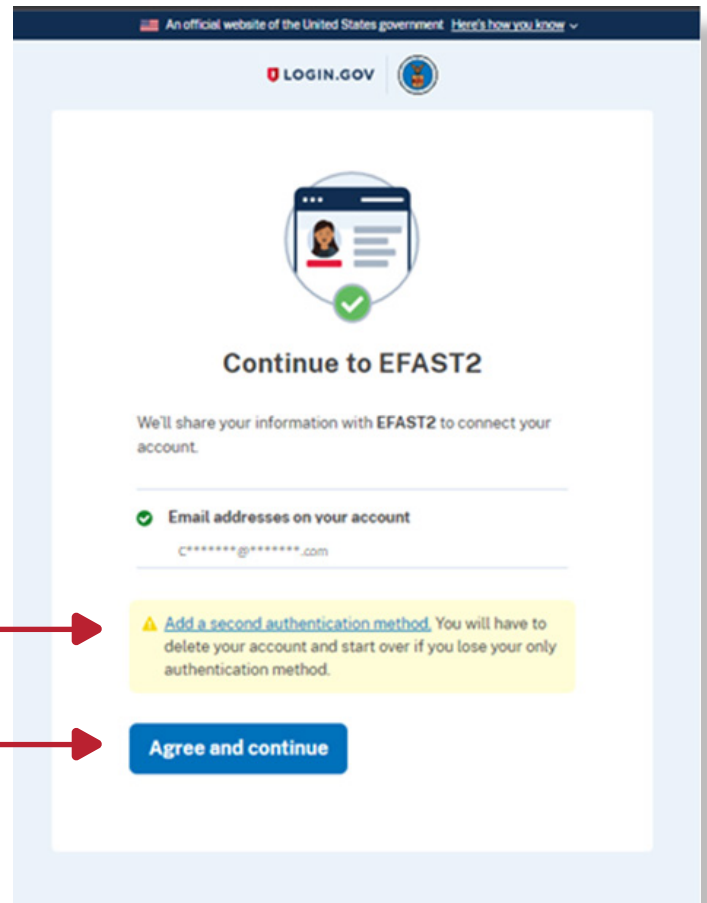 An official website of the United States government Here's how you know
LOGIN.GOV
Continue to EFAST2
We'll share your information with EFAST2 to connect your
account.
Email addresses on your account
C*******@*******.com
Add a second authentication method. You will have to
delete your account and start over if you lose your only
authentication method.
Agree and continue